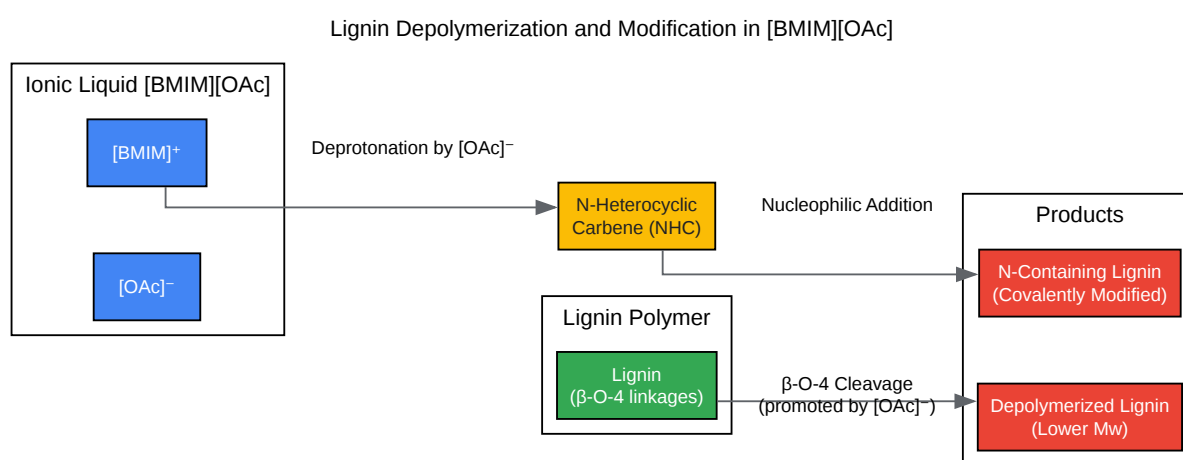 Lignin Depolymerization and Modification in [BMIM][OAc]
Ionic Liquid [BMIM][OAc]
[BMIM]⁺
[OAc]⁻
Deprotonation by [OAc]⁻
N-Heterocyclic
Carbene (NHC)
Nucleophilic Addition
Lignin Polymer
Lignin
(β-O-4 linkages)
β-O-4 Cleavage
(promoted by [OAc]⁻)
Products
N-Containing Lignin
(Covalently Modified)
Depolymerized Lignin
(Lower Mw)